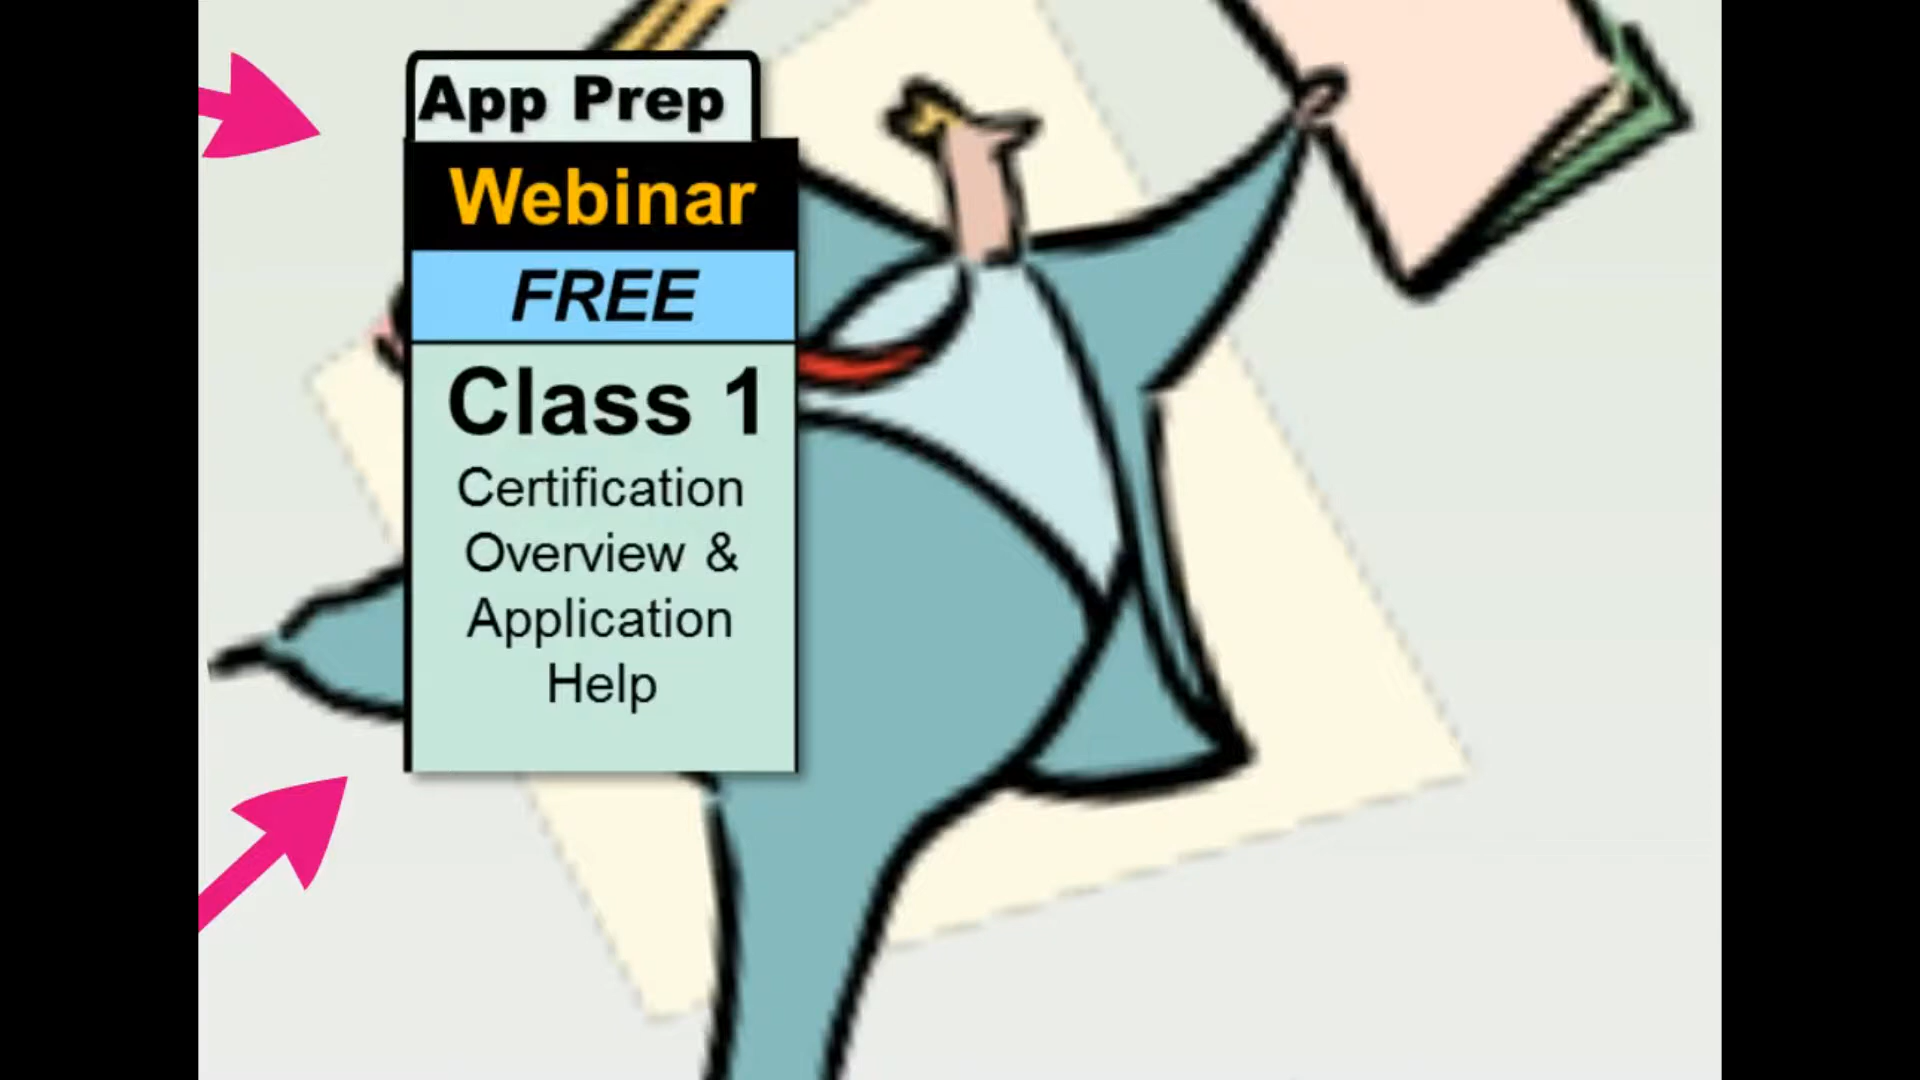 App Prep
Webinar
FREE
Class 1
Certification
Overview &
Application
Help